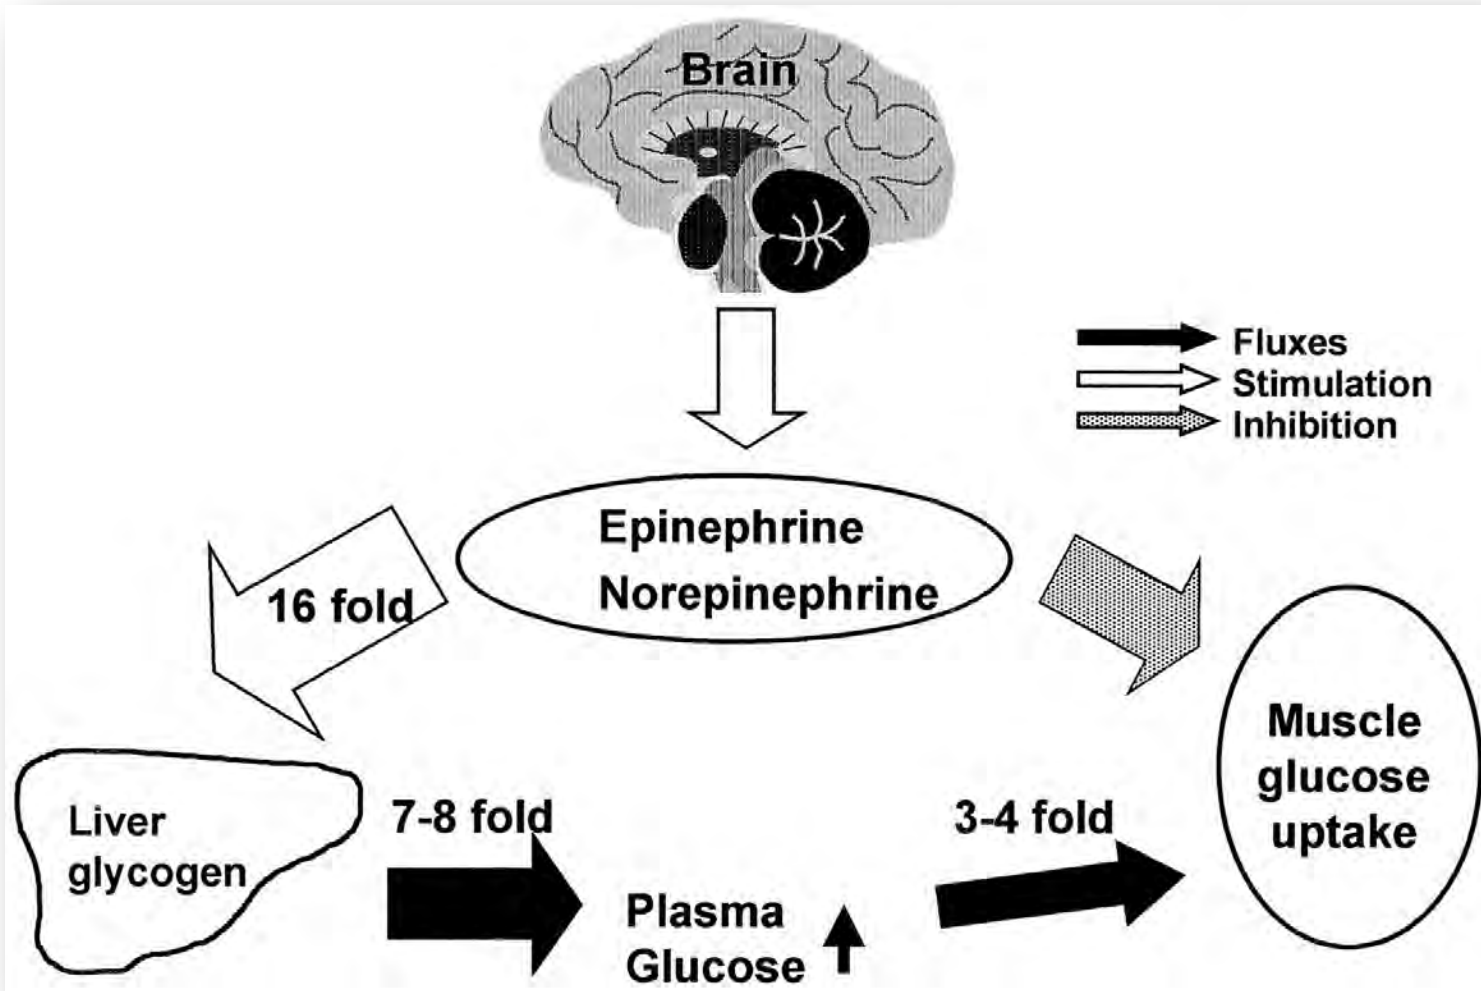 Brain
Fluxes
Stimulation
Inhibition
Epinephrine
Norepinephrine
16 fold
Muscle
glucose
uptake
Liver
glycogen
7-8 fold
3-4 fold
Plasma
Glucose